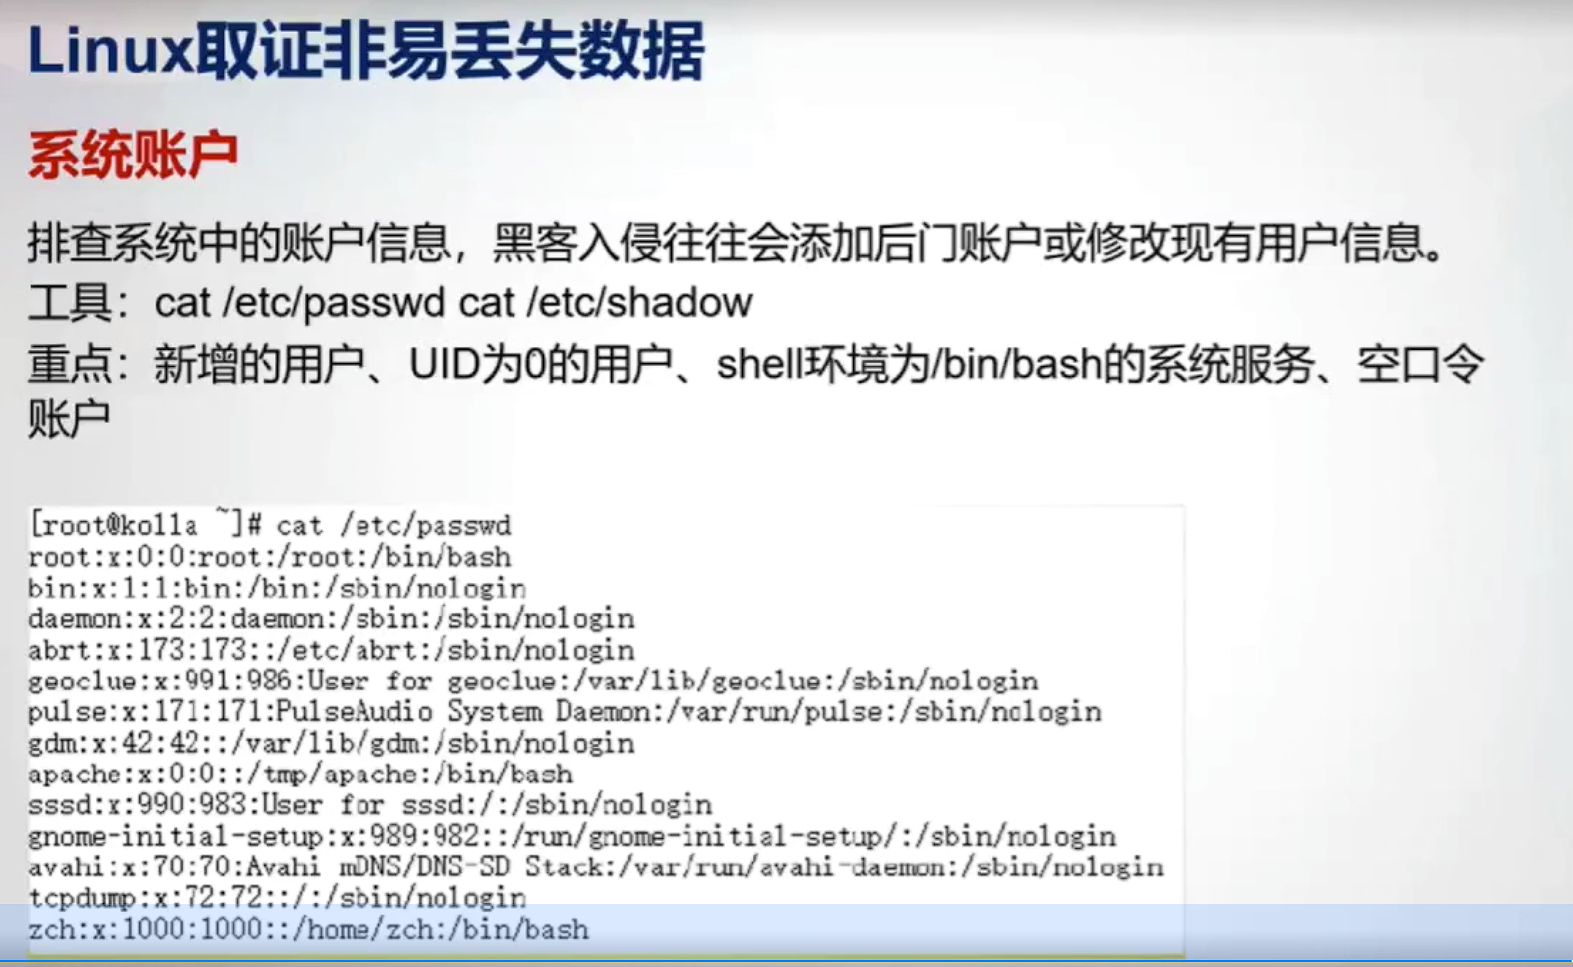 Linux取证非易丢失数据
系统账户
排查系统中的账户信息，黑客入侵往往会添加后门账户或修改现有用户信息。
工具：cat /etc/passwd cat /etc/shadow
重点：新增的用户、UID为0的用户、shell环境为/bin/bash的系统服务、空口令
账户
[root@kolla ~]# cat /etc/passwd
root:x:0:0:root:/root:/bin/bash
bin:x:1:1:bin:/bin:/sbin/nologin
daemon:x:2:2:daemon:/sbin:/sbin/nologin
abrt:x:173:173::/etc/abrt:/sbin/nologin
geoclue:x:991:986:User for geoclue:/var/lib/geoclue:/sbin/nologin
pulse:x:171:171:PulseAudio System Daemon:/var/run/pulse:/sbin/nologin
gdm:x:42:42::/var/lib/gdm:/sbin/nologin
apache:x:0:0::/tmp/apache:/bin/bash
sssd:x:990:983:User for sssd:/:/sbin/nologin
gnome-initial-setup:x:989:982::/run/gnome-initial-setup/:/sbin/nologin
avahi:x:70:70:Avahi mDNS/DNS-SD Stack:/var/run/avahi-daemon:/sbin/nologin
tcpdump:x:72:72::/:/sbin/nologin
zch:x:1000:1000::/home/zch:/bin/bash